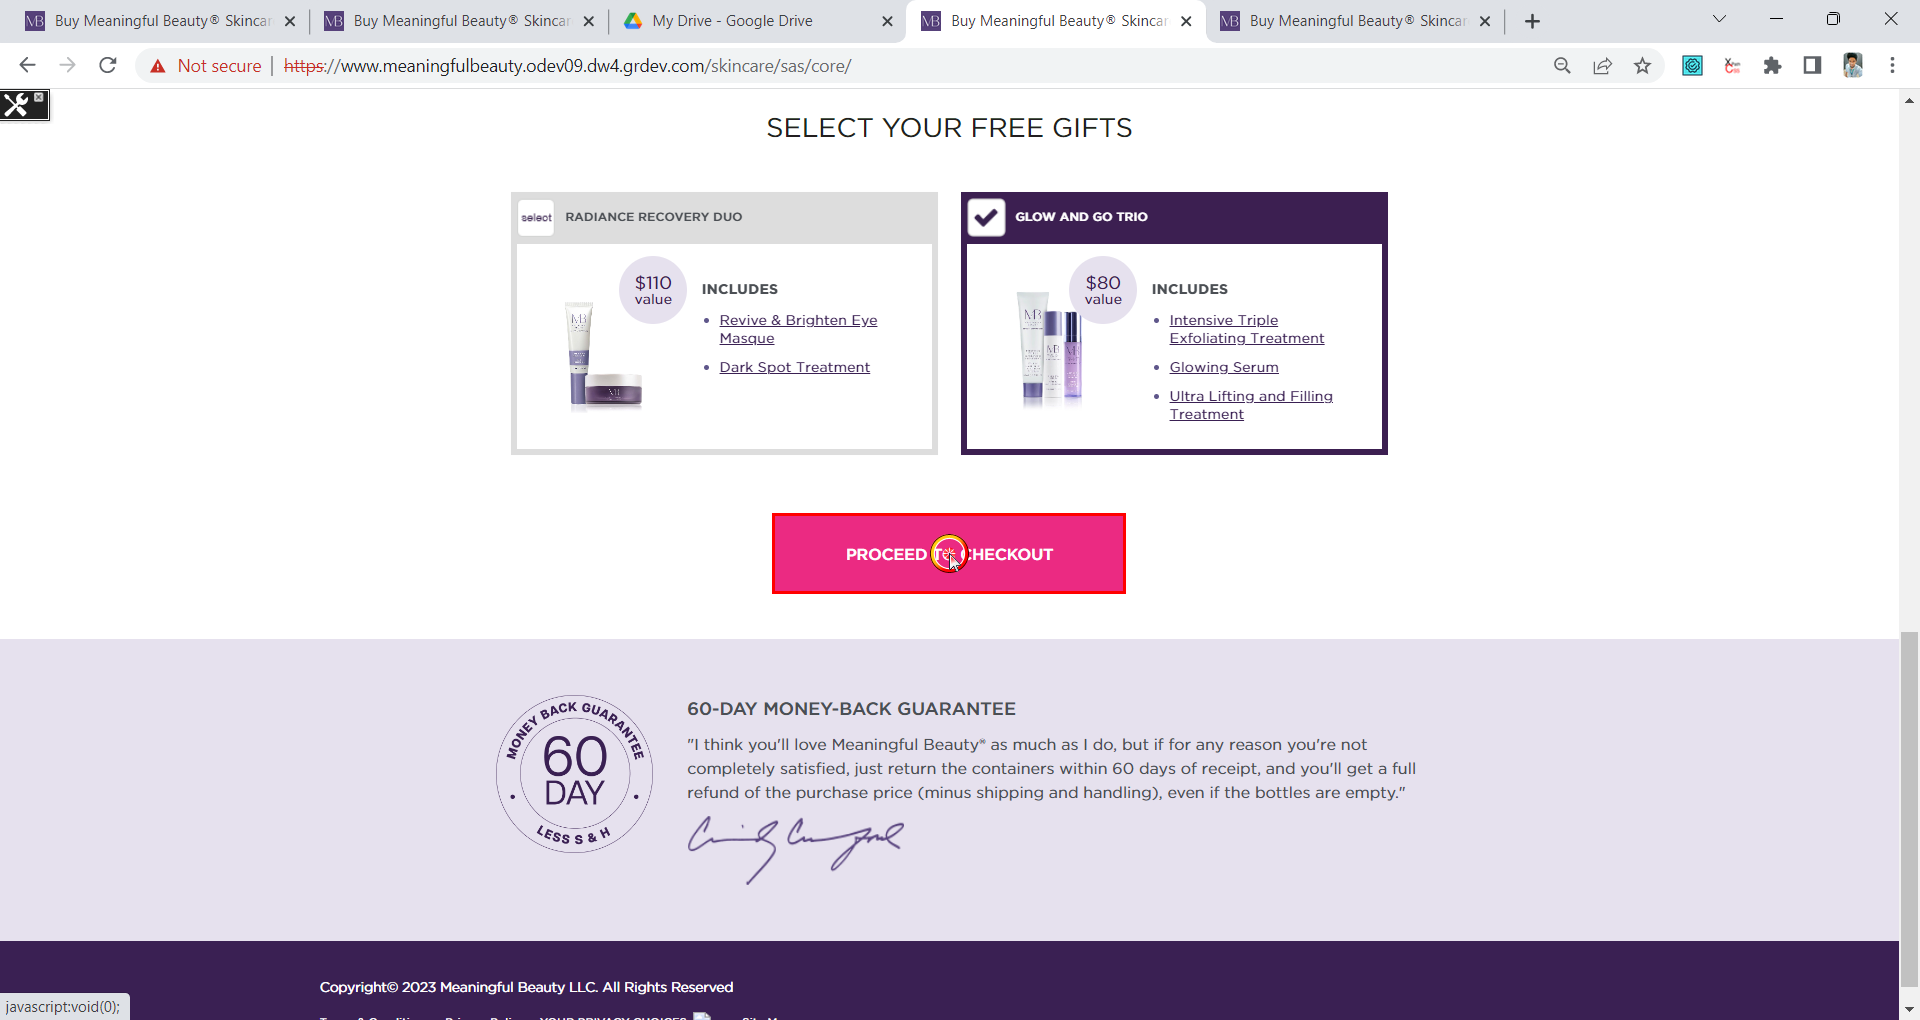 Buy Meaningful Beauty® Skincar
Buy Meaningful Beauty® Skincar
My Drive - Google Drive
Buy Meaningful Beauty® Skincar
Buy Meaningful Beauty® Skincar
Not secure
https://www.meaningfulbeauty.odev09.dw4.grdev.com/skincare/sas/core/
SELECT YOUR FREE GIFTS
select
RADIANCE RECOVERY DUO
$110
value
INCLUDES
• Revive & Brighten Eye
Masque
• Dark Spot Treatment
GLOW AND GO TRIO
$80
value
INCLUDES
• Intensive Triple
Exfoliating Treatment
• Glowing Serum
• Ultra Lifting and Filling
Treatment
PROCEED TO CHECKOUT
MONEY BACK GUARANTEE
60
DAY
LESS S & H
60-DAY MONEY-BACK GUARANTEE
"I think you'll love Meaningful Beauty® as much as I do, but if for any reason you're not
completely satisfied, just return the containers within 60 days of receipt, and you'll get a full
refund of the purchase price (minus shipping and handling), even if the bottles are empty."
Cindy Crawford
Copyright© 2023 Meaningful Beauty LLC. All Rights Reserved
javascript:void(0);